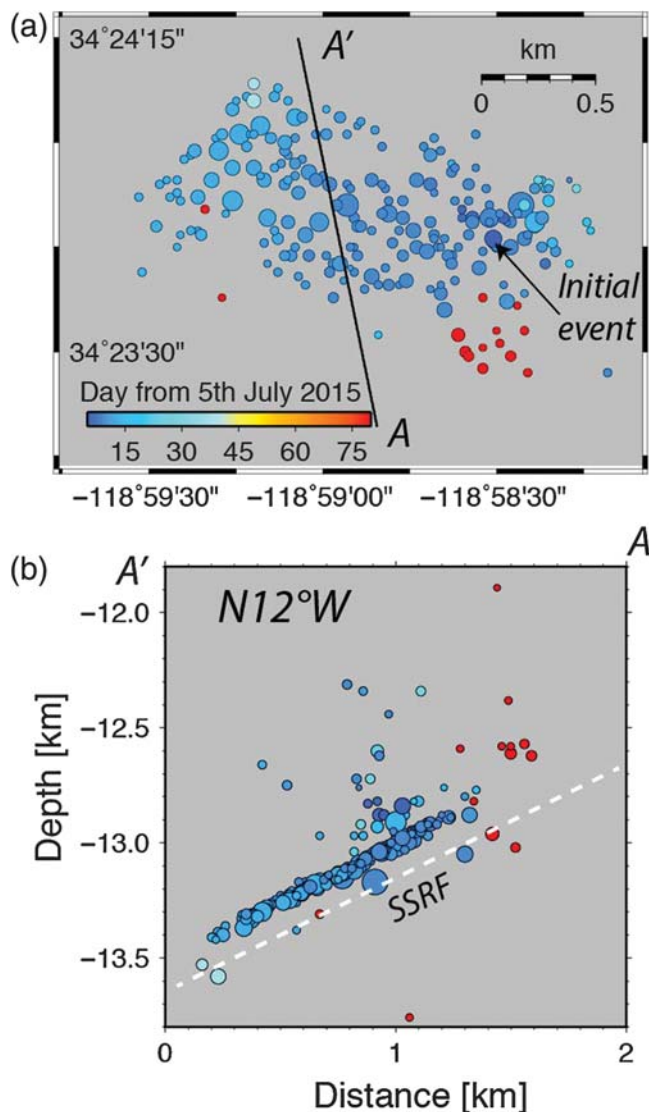 (a)
34˚24'15"
A'
km
0 0.5
Initial
event
34˚23'30"
Day from 5th July 2015
15 30 45 60 75
A
−118˚59'30" −118˚59'00" −118˚58'30"
(b)
A'
A
N12°W
−12.0
−12.5
−13.0
−13.5
Depth [km]
SSRF
0 1 2
Distance [km]